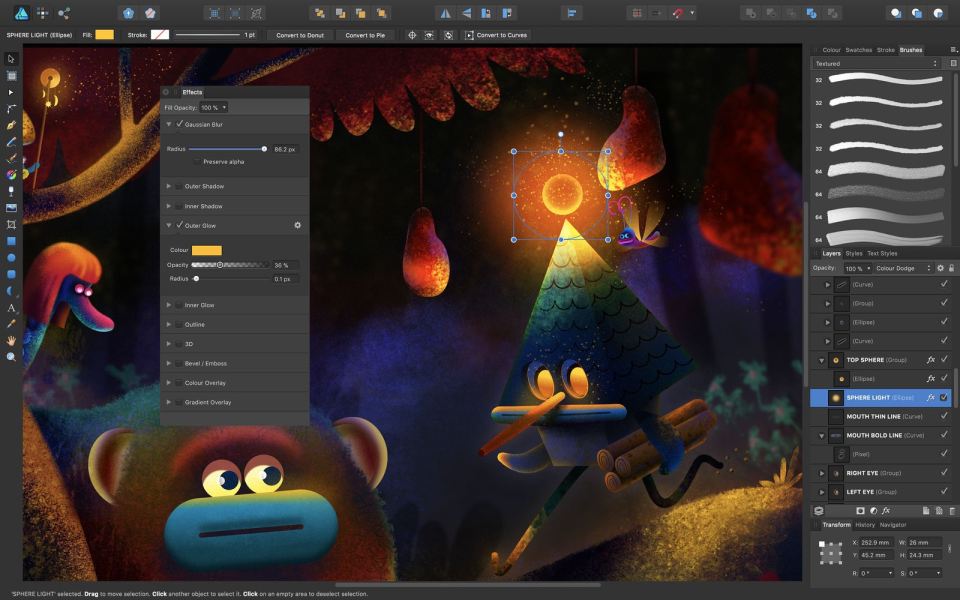 SPHERE LIGHT (Ellipse) Fill: Stroke: 1 pt Convert to Donut Convert to Pie Convert to Curves
Effects
Fill Opacity: 100 %
Gaussian Blur
Radius 86.2 px
Preserve alpha
Outer Shadow
Inner Shadow
Outer Glow
Colour
Opacity 36 %
Radius 0.1 px
Inner Glow
Outline
3D
Bevel / Emboss
Colour Overlay
Gradient Overlay
Colour Swatches Stroke Brushes
Textured
32
32
32
32
64
64
64
64
Layers Styles Text Styles
Opacity: 100 % Colour Dodge
(Curve)
(Group)
(Ellipse)
(Curve)
TOP SPHERE (Group) fx
(Ellipse) fx
SPHERE LIGHT (Ellipse) fx
MOUTH THIN LINE (Curve)
MOUTH BOLD LINE (Curve)
(Pixel)
RIGHT EYE (Group)
LEFT EYE (Group)
fx
Transform History Navigator
X: 252.9 mm W: 26 mm
Y: 45.2 mm H: 24.3 mm
R: 0 ° S: 0 °
'SPHERE LIGHT' selected. Drag to move selection. Click another object to select it. Click on an empty area to deselect selection.